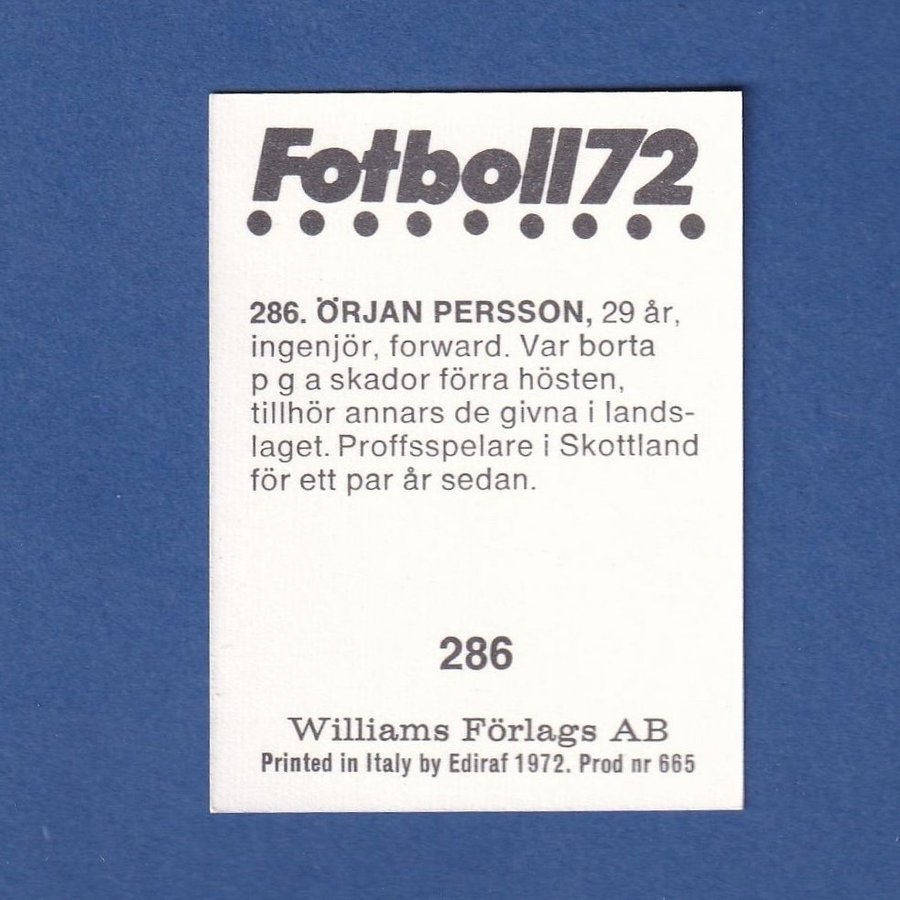 Fotboll72
286. ÖRJAN PERSSON, 29 år,
ingenjör, forward. Var borta
p g a skador förra hösten,
tillhör annars de givna i lands-
laget. Proffsspelare i Skottland
för ett par år sedan.
286
Williams Förlags AB
Printed in Italy by Ediraf 1972. Prod nr 665